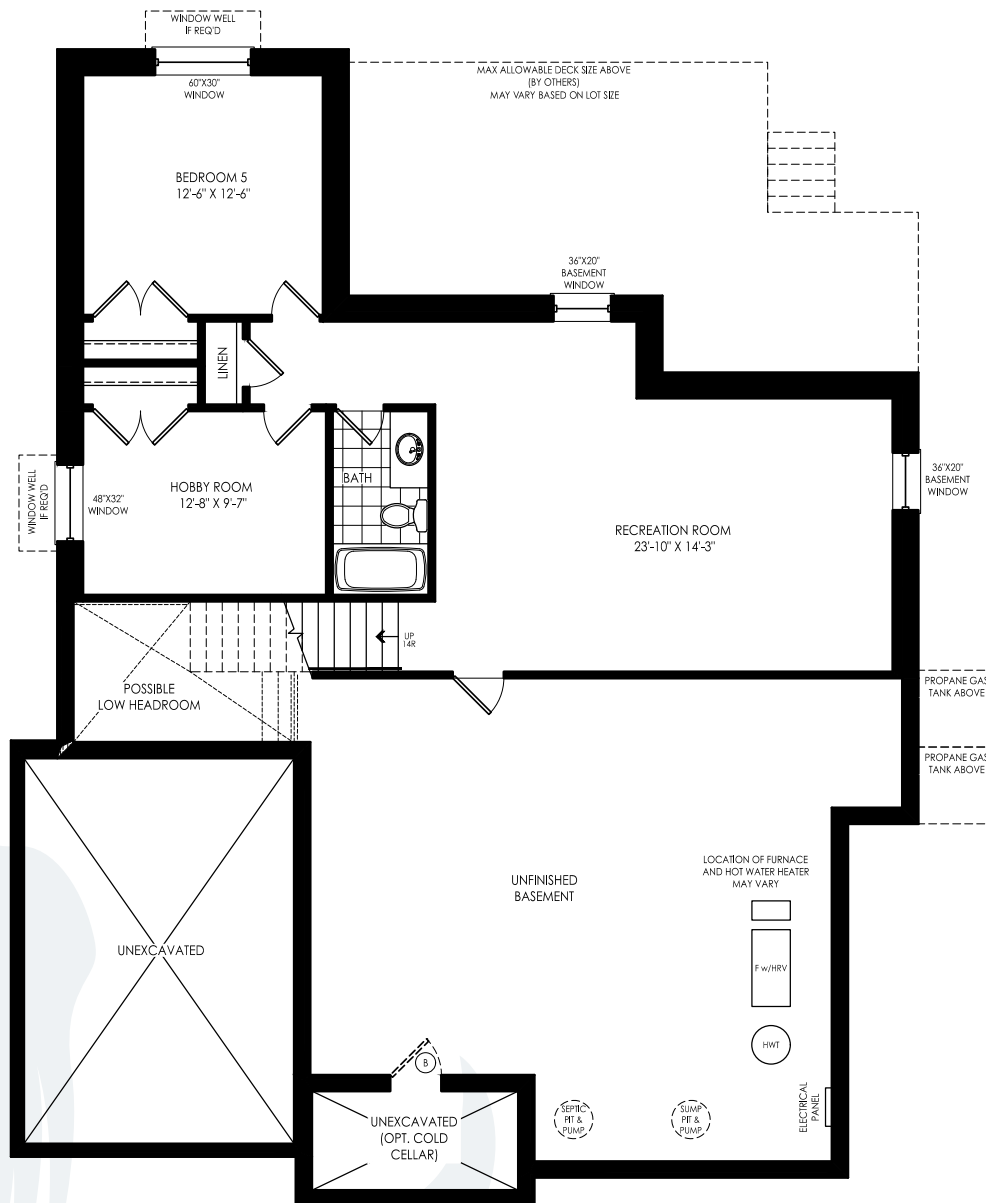 WINDOW WELL
IF REQ'D
60"X30"
WINDOW
MAX ALLOWABLE DECK SIZE ABOVE
(BY OTHERS)
MAY VARY BASED ON LOT SIZE
BEDROOM 5
12'-6" X 12'-6"
36"X20"
BASEMENT
WINDOW
LINEN
WINDOW WELL
IF REQ'D
48"X32"
WINDOW
HOBBY ROOM
12'-8" X 9'-7"
BATH
36"X20"
BASEMENT
WINDOW
RECREATION ROOM
23'-10" X 14'-3"
UP
14R
POSSIBLE
LOW HEADROOM
PROPANE GAS
TANK ABOVE
PROPANE GAS
TANK ABOVE
LOCATION OF FURNACE
AND HOT WATER HEATER
MAY VARY
UNFINISHED
BASEMENT
UNEXCAVATED
F w/HRV
HWT
B
ELECTRICAL
PANEL
UNEXCAVATED
(OPT. COLD
CELLAR)
SEPTIC
PIT &
PUMP
SUMP
PIT &
PUMP